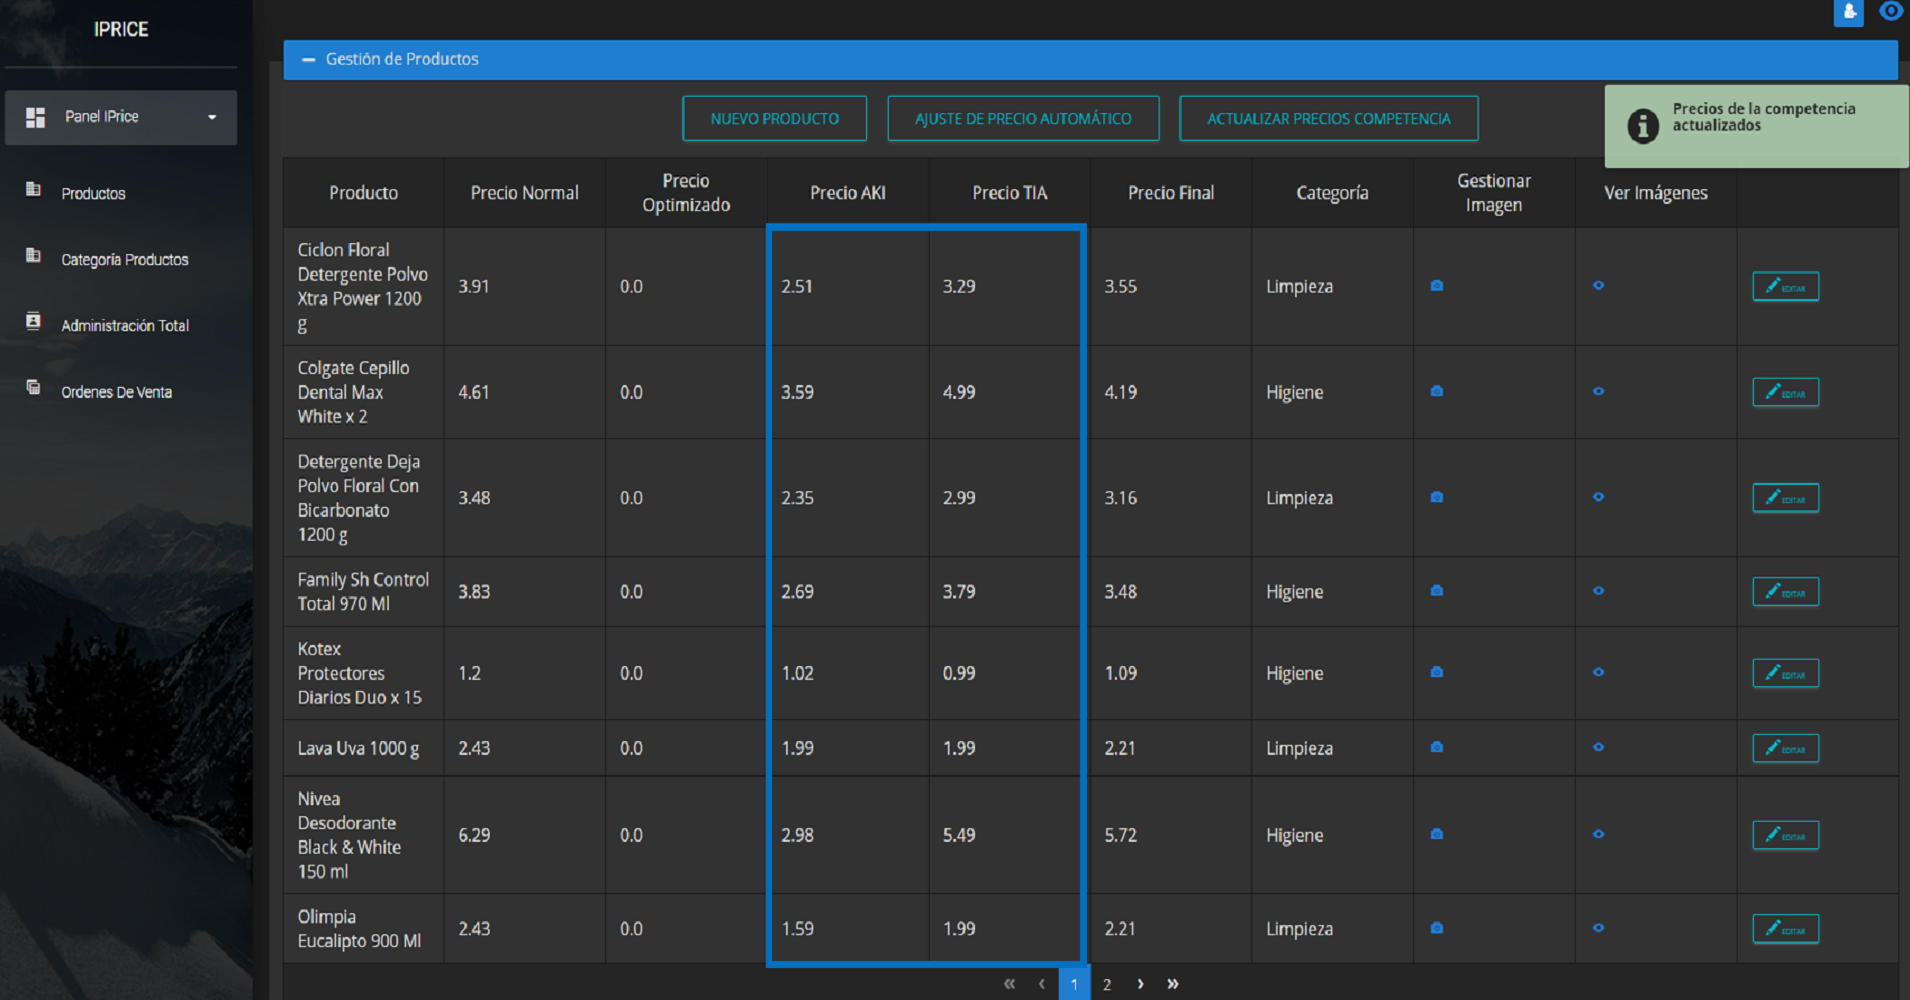 IPRICE
Panel IPrice
Productos
Categoría Productos
Administración Total
Ordenes De Venta
Gestión de Productos
NUEVO PRODUCTO
AJUSTE DE PRECIO AUTOMÁTICO
ACTUALIZAR PRECIOS COMPETENCIA
Precios de la competencia
actualizados
Producto
Precio Normal
Precio
Optimizado
Precio AKI
Precio TIA
Precio Final
Categoría
Gestionar
Imagen
Ver Imágenes
Ciclon Floral
Detergente Polvo
Xtra Power 1200
g
3.91
0.0
2.51
3.29
3.55
Limpieza
EDITAR
Colgate Cepillo
Dental Max
White x 2
4.61
0.0
3.59
4.99
4.19
Higiene
EDITAR
Detergente Deja
Polvo Floral Con
Bicarbonato
1200 g
3.48
0.0
2.35
2.99
3.16
Limpieza
EDITAR
Family Sh Control
Total 970 Ml
3.83
0.0
2.69
3.79
3.48
Higiene
EDITAR
Kotex
Protectores
Diarios Duo x 15
1.2
0.0
1.02
0.99
1.09
Higiene
EDITAR
Lava Uva 1000 g
2.43
0.0
1.99
1.99
2.21
Limpieza
EDITAR
Nivea
Desodorante
Black & White
150 ml
6.29
0.0
2.98
5.49
5.72
Higiene
EDITAR
Olimpia
Eucalipto 900 Ml
2.43
0.0
1.59
1.99
2.21
Limpieza
EDITAR
« ‹ 1 2 › »